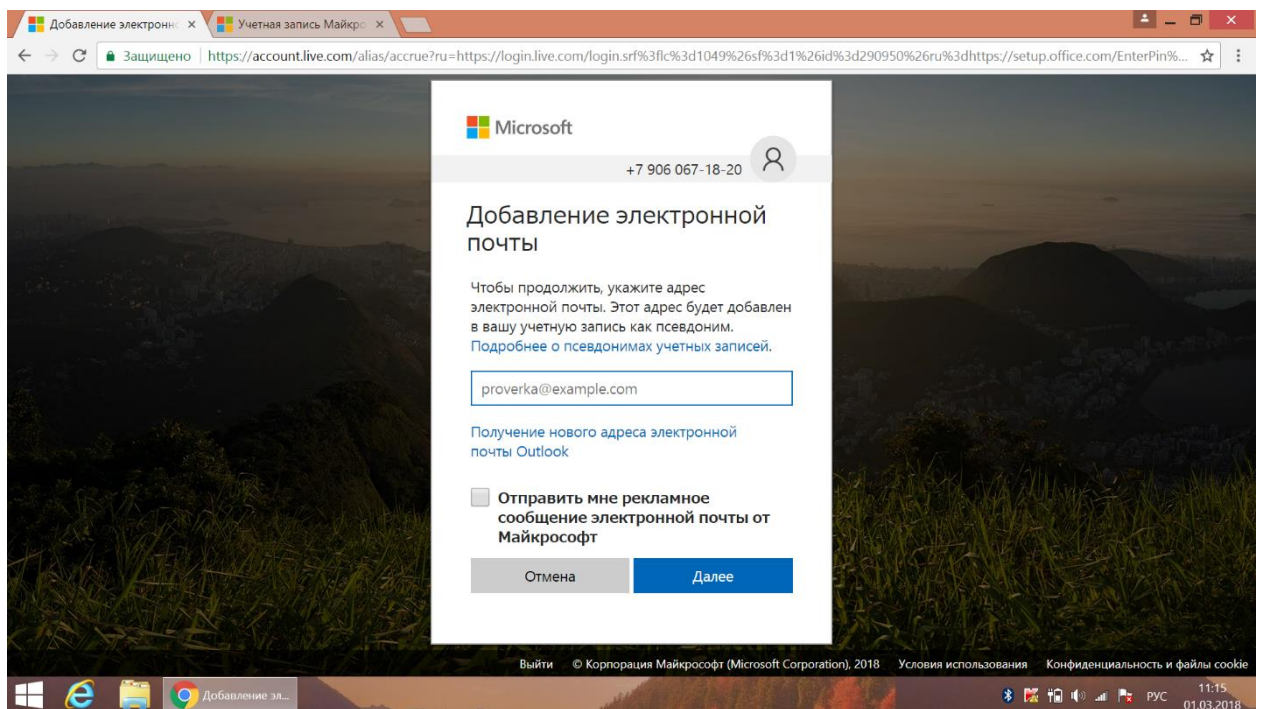 Добавление электронно
Учетная запись Майкро
Защищено https://account.live.com/alias/accrue?ru=https://login.live.com/login.srf%3flc%3d1049%26sf%3d1%26id%3d290950%26ru%3dhttps://setup.office.com/EnterPin%...
Microsoft
+7 906 067-18-20
Добавление электронной
почты
Чтобы продолжить, укажите адрес
электронной почты. Этот адрес будет добавлен
в вашу учетную запись как псевдоним.
Подробнее о псевдонимах учетных записей.
proverka@example.com
Получение нового адреса электронной
почты Outlook
Отправить мне рекламное
сообщение электронной почты от
Майкрософт
Отмена Далее
Выйти © Корпорация Майкрософт (Microsoft Corporation), 2018 Условия использования Конфиденциальность и файлы cookie
Добавление эл... РУС 11:15
01.03.2018